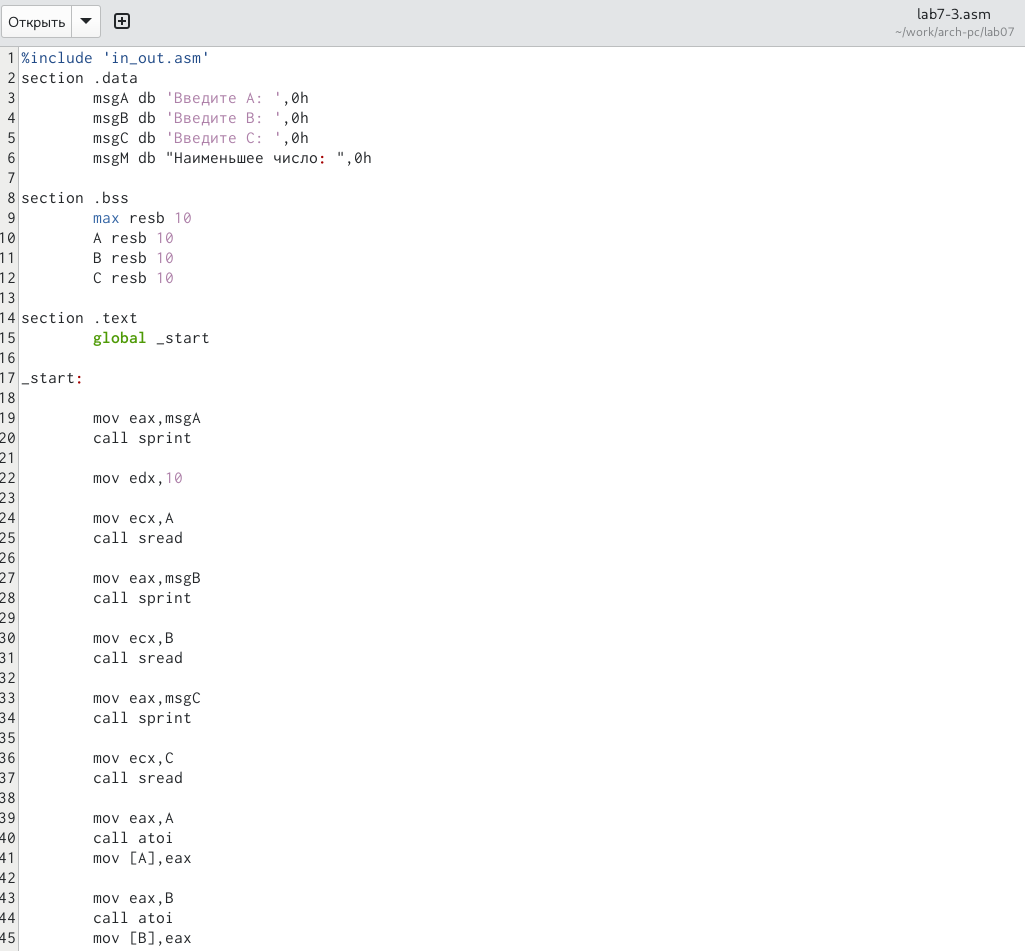 Открыть
lab7-3.asm
~/work/arch-pc/lab07
1 %include 'in_out.asm'
2 section .data
3 msgA db 'Введите A: ',0h
4 msgB db 'Введите B: ',0h
5 msgC db 'Введите C: ',0h
6 msgM db "Наименьшее число: ",0h
7
8 section .bss
9 max resb 10
10 A resb 10
11 B resb 10
12 C resb 10
13
14 section .text
15 global _start
16
17 _start:
18
19 mov eax,msgA
20 call sprint
21
22 mov edx,10
23
24 mov ecx,A
25 call sread
26
27 mov eax,msgB
28 call sprint
29
30 mov ecx,B
31 call sread
32
33 mov eax,msgC
34 call sprint
35
36 mov ecx,C
37 call sread
38
39 mov eax,A
40 call atoi
41 mov [A],eax
42
43 mov eax,B
44 call atoi
45 mov [B],eax